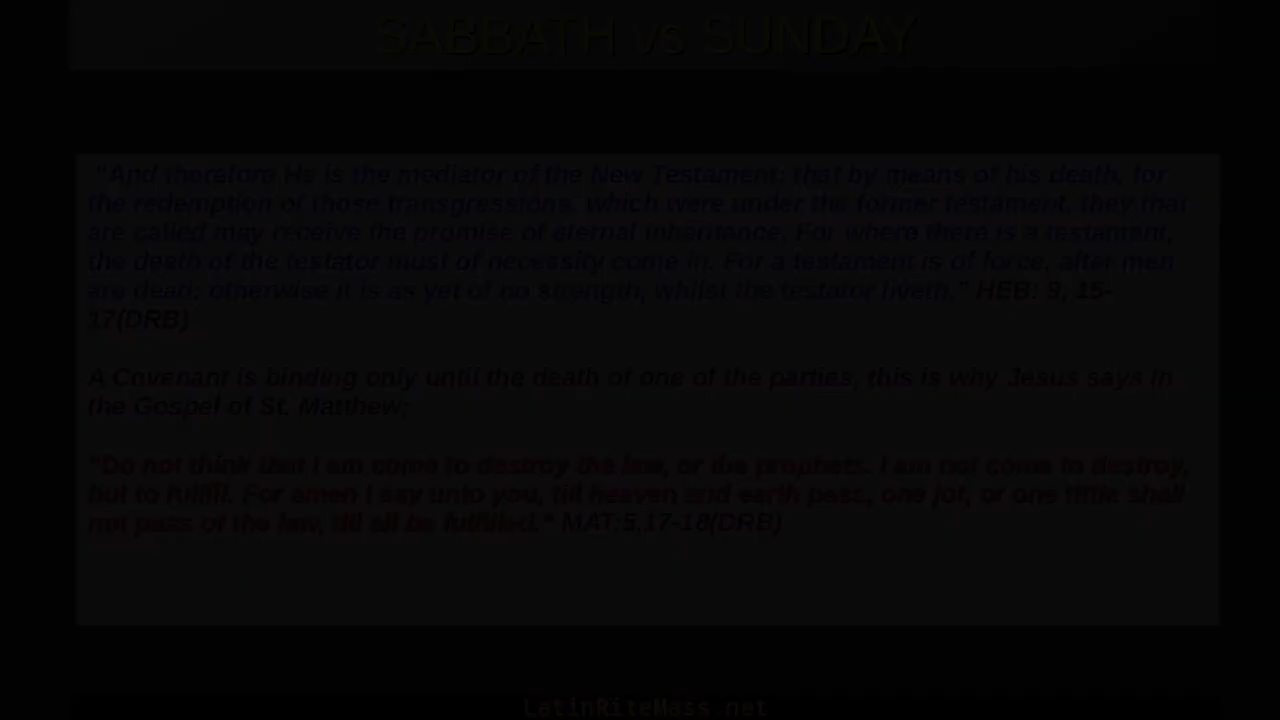 SABBATH vs SUNDAY
"And therefore He is the mediator of the New Testament: that by means of his death, for
the redemption of those transgressions, which were under the former testament, they that
are called may receive the promise of eternal inheritance. For where there is a testament,
the death of the testator must of necessity come in. For a testament is of force, after men
are dead: otherwise it is as yet of no strength, whilst the testator liveth." HEB: 9, 15-
17(DRB)
A Covenant is binding only until the death of one of the parties, this is why Jesus says in
the Gospel of St. Matthew;
"Do not think that I am come to destroy the law, or the prophets. I am not come to destroy,
but to fulfill. For amen I say unto you, till heaven and earth pass, one jot, or one tittle shall
not pass of the law, till all be fulfilled." MAT:5,17-18(DRB)
LatinRiteMass.net